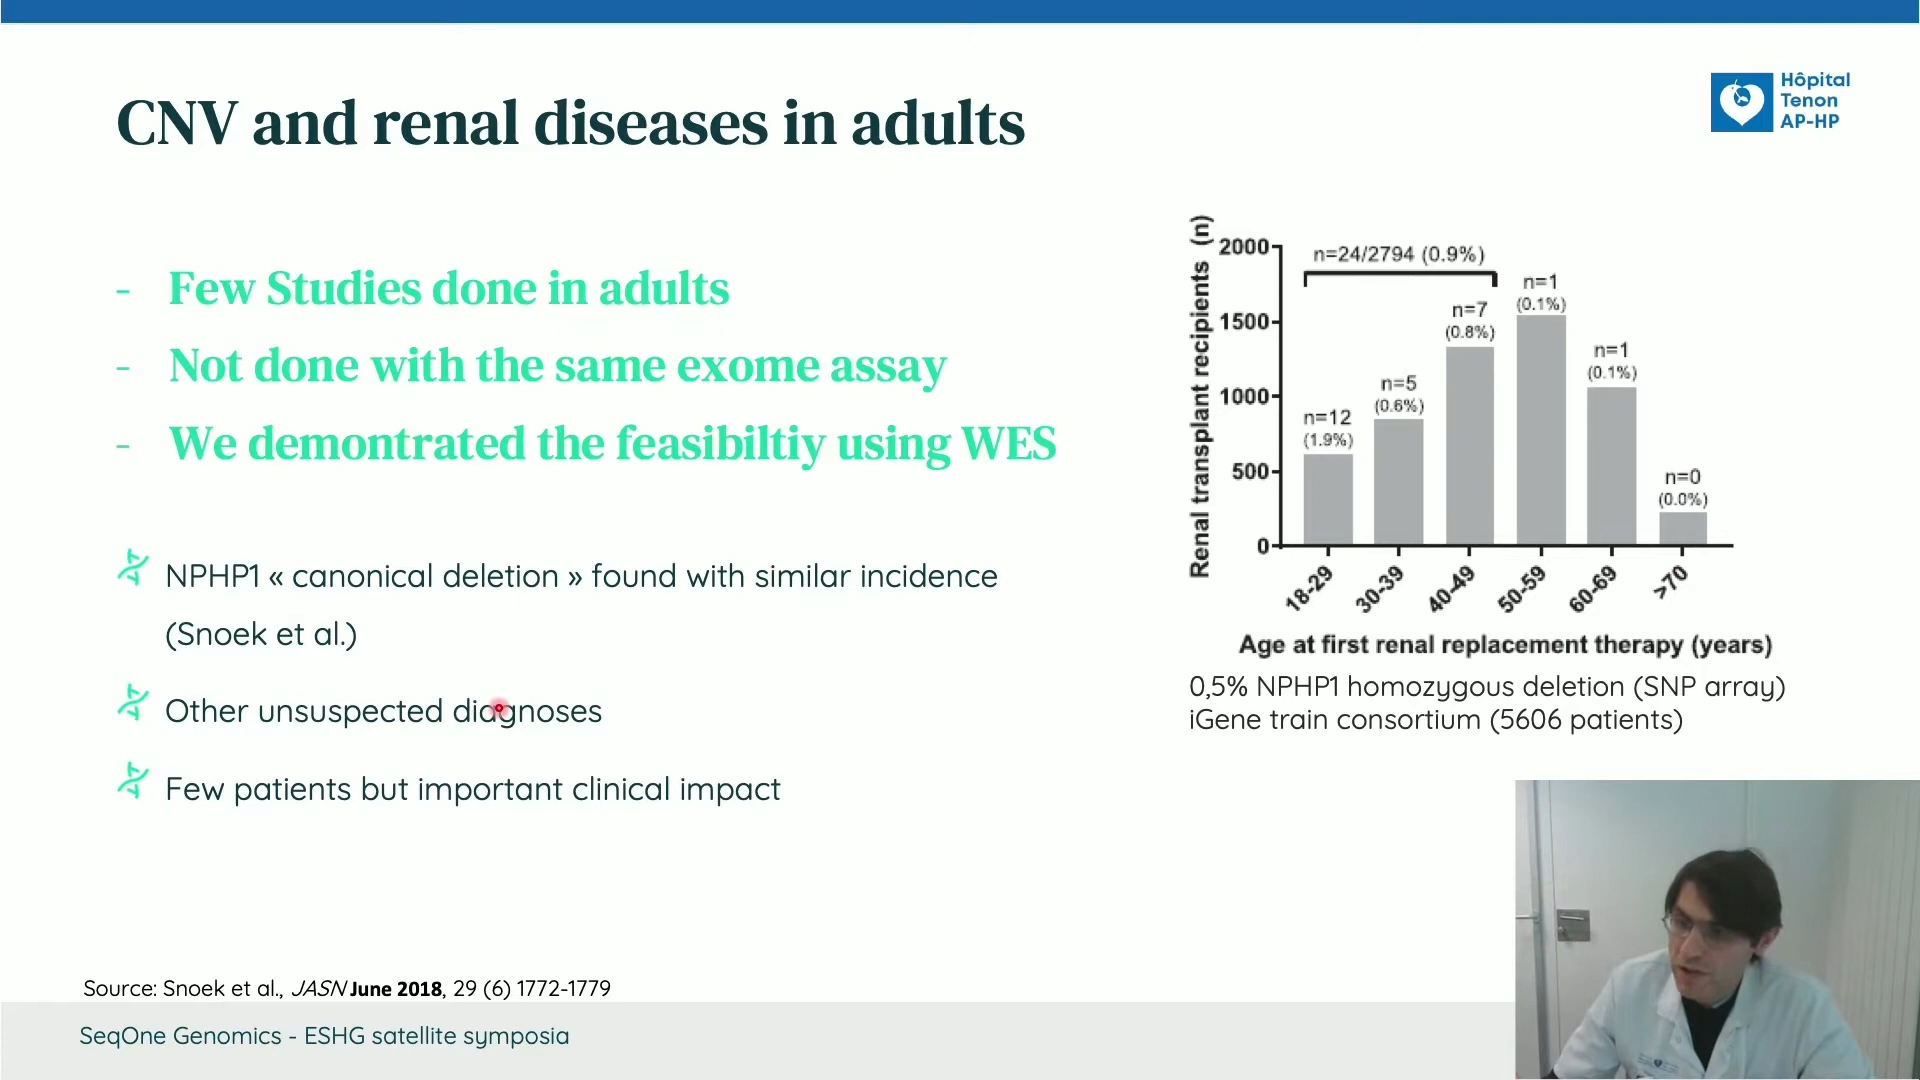 Hôpital
Tenon
AP-HP
CNV and renal diseases in adults
- Few Studies done in adults
- Not done with the same exome assay
- We demontrated the feasibiltiy using WES
NPHP1 « canonical deletion » found with similar incidence
(Snoek et al.)
Other unsuspected diagnoses
Few patients but important clinical impact
Renal transplant recipients (n)
2000
1500
1000
500
0
n=24/2794 (0.9%)
n=12
(1.9%)
n=5
(0.6%)
n=7
(0.8%)
n=1
(0.1%)
n=1
(0.1%)
n=0
(0.0%)
18-29
30-39
40-49
50-59
60-69
>70
Age at first renal replacement therapy (years)
0,5% NPHP1 homozygous deletion (SNP array)
iGene train consortium (5606 patients)
Source: Snoek et al., JASN June 2018, 29 (6) 1772-1779
SeqOne Genomics - ESHG satellite symposia